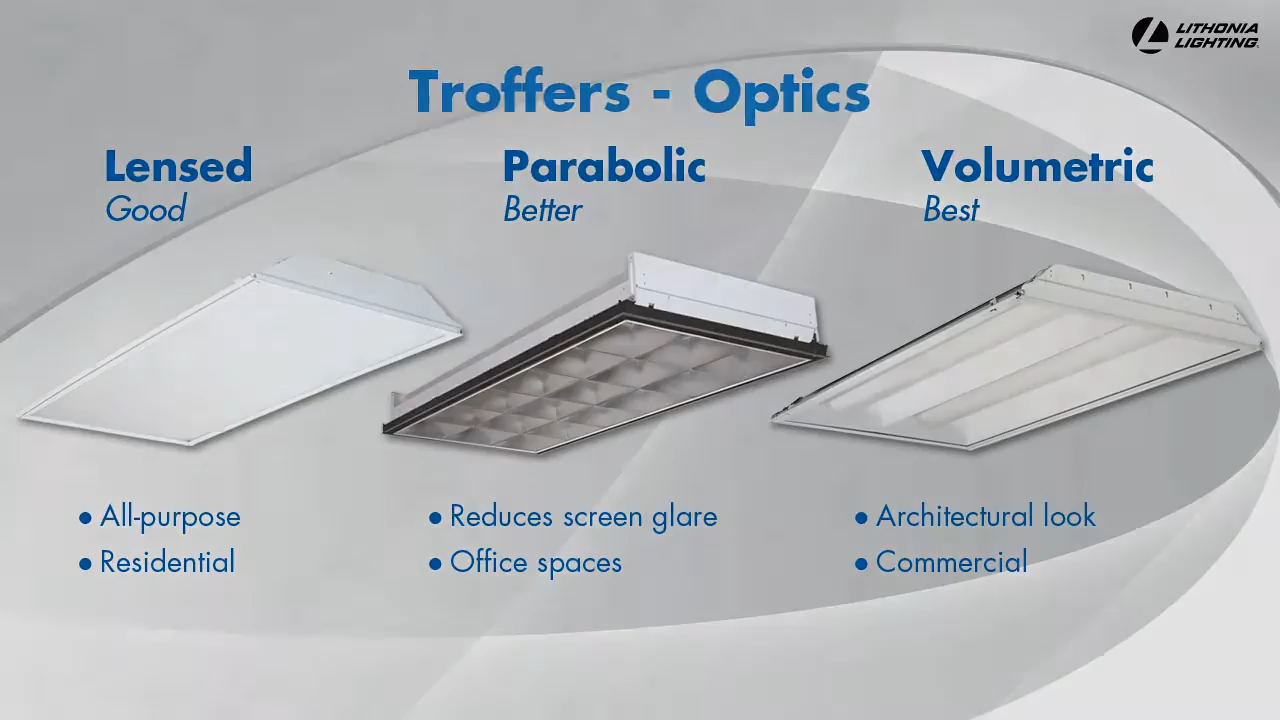 LITHONIA
LIGHTING
Troffers - Optics
Lensed
Good
Parabolic
Better
Volumetric
Best
● All-purpose
● Residential
● Reduces screen glare
● Office spaces
● Architectural look
● Commercial